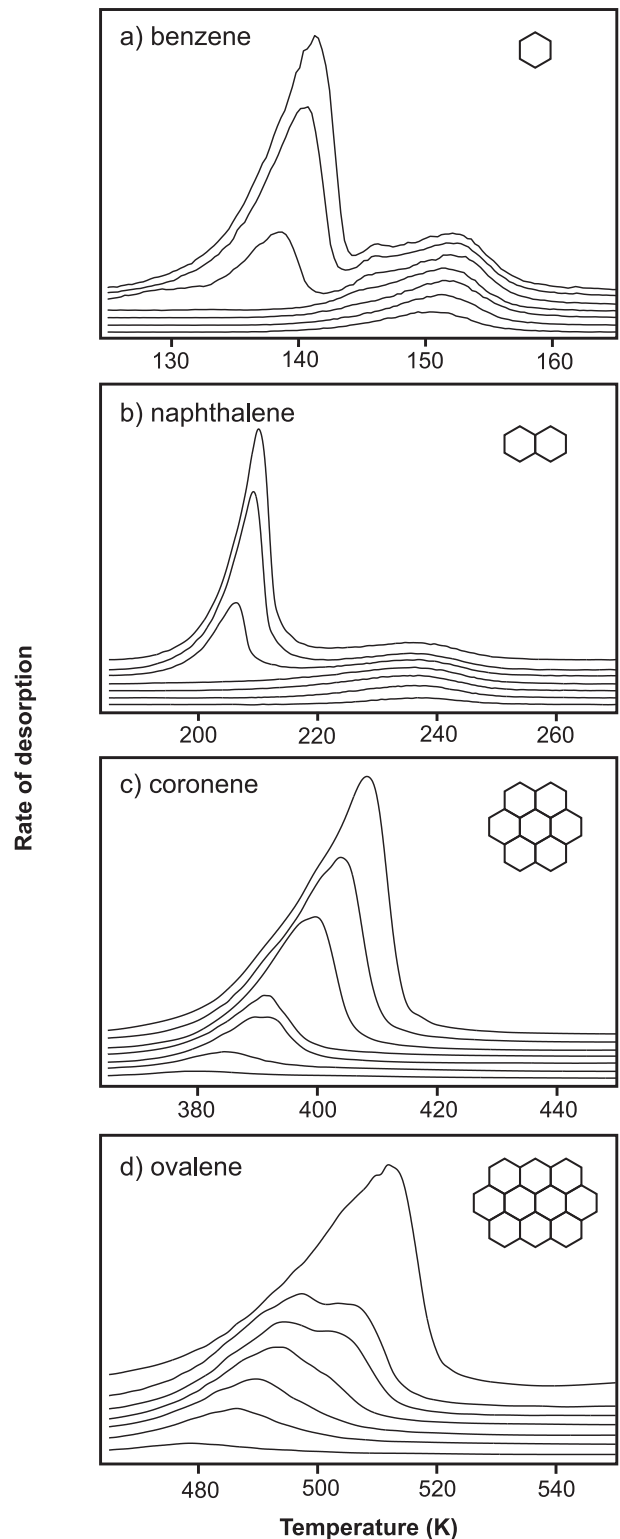 a) benzene
130 140 150 160
b) naphthalene
200 220 240 260
Rate of desorption
c) coronene
380 400 420 440
d) ovalene
480 500 520 540
Temperature (K)